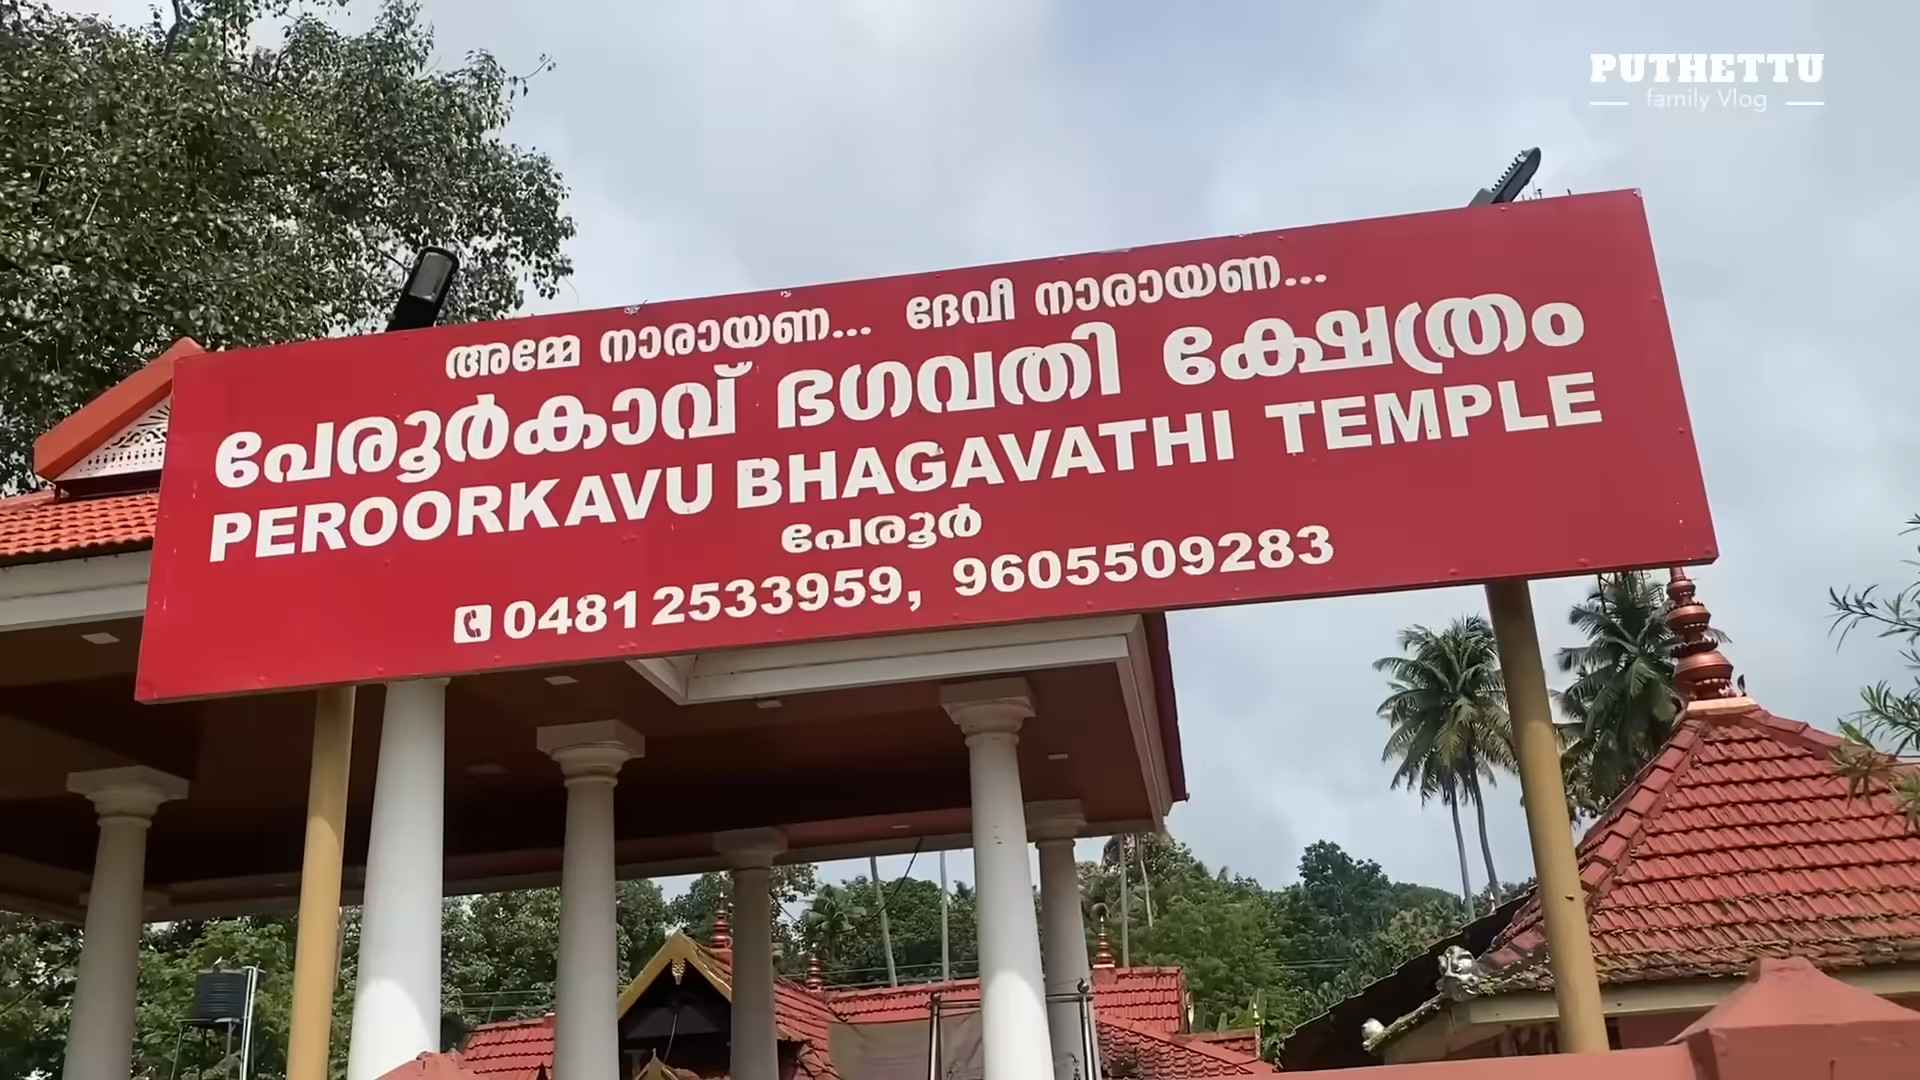 PUTHETTU
family Vlog
അമ്മേ നാരായണ... ദേവീ നാരായണ...
പേരൂർകാവ് ഭഗവതി ക്ഷേത്രം
PEROORKAVU BHAGAVATHI TEMPLE
പേരൂർ
0481 2533959, 9605509283